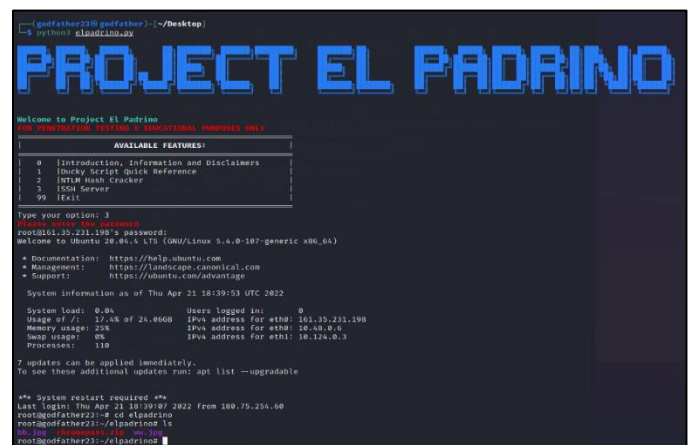 (godfather23㉿godfather)-[~/Desktop]
$ python3 elpadrino.py
PROJECT EL PADRINO
Welcome to Project El Padrino
FOR PENETRATION TESTING & EDUCATIONAL PURPOSES ONLY
| AVAILABLE FEATURES: |
| 0 |Introduction, Information and Disclaimers |
| 1 |Ducky Script Quick Reference |
| 2 |NTLM Hash Cracker |
| 3 |SSH Server |
| 99 |Exit |
Type your option: 3
Please enter the password
root@161.35.231.198's password:
Welcome to Ubuntu 20.04.4 LTS (GNU/Linux 5.4.0-107-generic x86_64)
* Documentation: https://help.ubuntu.com
* Management: https://landscape.canonical.com
* Support: https://ubuntu.com/advantage
System information as of Thu Apr 21 18:39:53 UTC 2022
System load: 0.04 Users logged in: 0
Usage of /: 17.4% of 24.06GB IPv4 address for eth0: 161.35.231.198
Memory usage: 25% IPv4 address for eth0: 10.48.0.6
Swap usage: 0% IPv4 address for eth1: 10.124.0.3
Processes: 110
7 updates can be applied immediately.
To see these additional updates run: apt list --upgradable
*** System restart required ***
Last login: Thu Apr 21 18:39:07 2022 from 180.75.254.60
root@godfather23:~# cd elpadrino
root@godfather23:~/elpadrino# ls
hh.jpg chromepass.zip ww.jpg
root@godfather23:~/elpadrino#